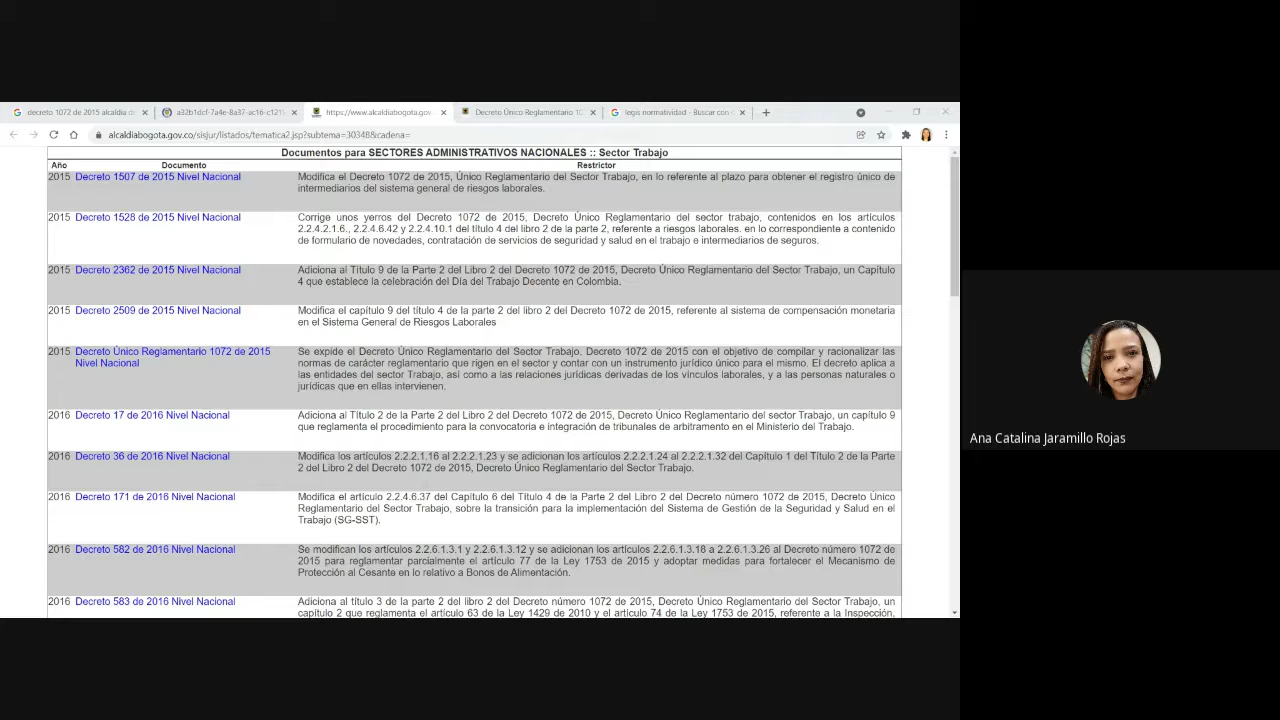 decreto 1072 de 2015 alcaldia d
a32b1dcf-7a4e-8a37-ac16-c121
https://www.alcaldiabogota.gov
Decreto Único Reglamentario 10
legis normatividad - Buscar con
alcaldiabogota.gov.co/sisjur/listados/tematica2.jsp?subtema=30348&cadena=
Documentos para SECTORES ADMINISTRATIVOS NACIONALES :: Sector Trabajo
Año Documento Restrictor
2015 Decreto 1507 de 2015 Nivel Nacional Modifica el Decreto 1072 de 2015, Único Reglamentario del Sector Trabajo, en lo referente al plazo para obtener el registro único de
intermediarios del sistema general de riesgos laborales.
2015 Decreto 1528 de 2015 Nivel Nacional Corrige unos yerros del Decreto 1072 de 2015, Decreto Único Reglamentario del sector trabajo, contenidos en los artículos
2.2.4.2.1.6., 2.2.4.6.42 y 2.2.4.10.1 del título 4 del libro 2 de la parte 2, referente a riesgos laborales. en lo correspondiente a contenido
de formulario de novedades, contratación de servicios de seguridad y salud en el trabajo e intermediarios de seguros.
2015 Decreto 2362 de 2015 Nivel Nacional Adiciona al Título 9 de la Parte 2 del Libro 2 del Decreto 1072 de 2015, Decreto Único Reglamentario del Sector Trabajo, un Capítulo
4 que establece la celebración del Día del Trabajo Decente en Colombia.
2015 Decreto 2509 de 2015 Nivel Nacional Modifica el capítulo 9 del título 4 de la parte 2 del libro 2 del Decreto 1072 de 2015, referente al sistema de compensación monetaria
en el Sistema General de Riesgos Laborales
2015 Decreto Único Reglamentario 1072 de 2015 Se expide el Decreto Único Reglamentario del Sector Trabajo. Decreto 1072 de 2015 con el objetivo de compilar y racionalizar las
Nivel Nacional normas de carácter reglamentario que rigen en el sector y contar con un instrumento jurídico único para el mismo. El decreto aplica a
las entidades del sector Trabajo, así como a las relaciones jurídicas derivadas de los vínculos laborales, y a las personas naturales o
jurídicas que en ellas intervienen.
2016 Decreto 17 de 2016 Nivel Nacional Adiciona al Título 2 de la Parte 2 del Libro 2 del Decreto 1072 de 2015, Decreto Único Reglamentario del sector Trabajo, un capítulo 9
que reglamenta el procedimiento para la convocatoria e integración de tribunales de arbitramento en el Ministerio del Trabajo.
2016 Decreto 36 de 2016 Nivel Nacional Modifica los artículos 2.2.2.1.16 al 2.2.2.1.23 y se adicionan los artículos 2.2.2.1.24 al 2.2.2.1.32 del Capítulo 1 del Título 2 de la Parte
2 del Libro 2 del Decreto 1072 de 2015, Decreto Único Reglamentario del Sector Trabajo.
2016 Decreto 171 de 2016 Nivel Nacional Modifica el artículo 2.2.4.6.37 del Capítulo 6 del Título 4 de la Parte 2 del Libro 2 del Decreto número 1072 de 2015, Decreto Único
Reglamentario del Sector Trabajo, sobre la transición para la implementación del Sistema de Gestión de la Seguridad y Salud en el
Trabajo (SG-SST).
2016 Decreto 582 de 2016 Nivel Nacional Se modifican los artículos 2.2.6.1.3.1 y 2.2.6.1.3.12 y se adicionan los artículos 2.2.6.1.3.18 a 2.2.6.1.3.26 al Decreto número 1072 de
2015 para reglamentar parcialmente el artículo 77 de la Ley 1753 de 2015 y adoptar medidas para fortalecer el Mecanismo de
Protección al Cesante en lo relativo a Bonos de Alimentación.
2016 Decreto 583 de 2016 Nivel Nacional Adiciona al título 3 de la parte 2 del libro 2 del Decreto número 1072 de 2015, Decreto Único Reglamentario del Sector Trabajo, un
capítulo 2 que reglamenta el artículo 63 de la Ley 1429 de 2010 y el artículo 74 de la Ley 1753 de 2015, referente a la Inspección,
Ana Catalina Jaramillo Rojas